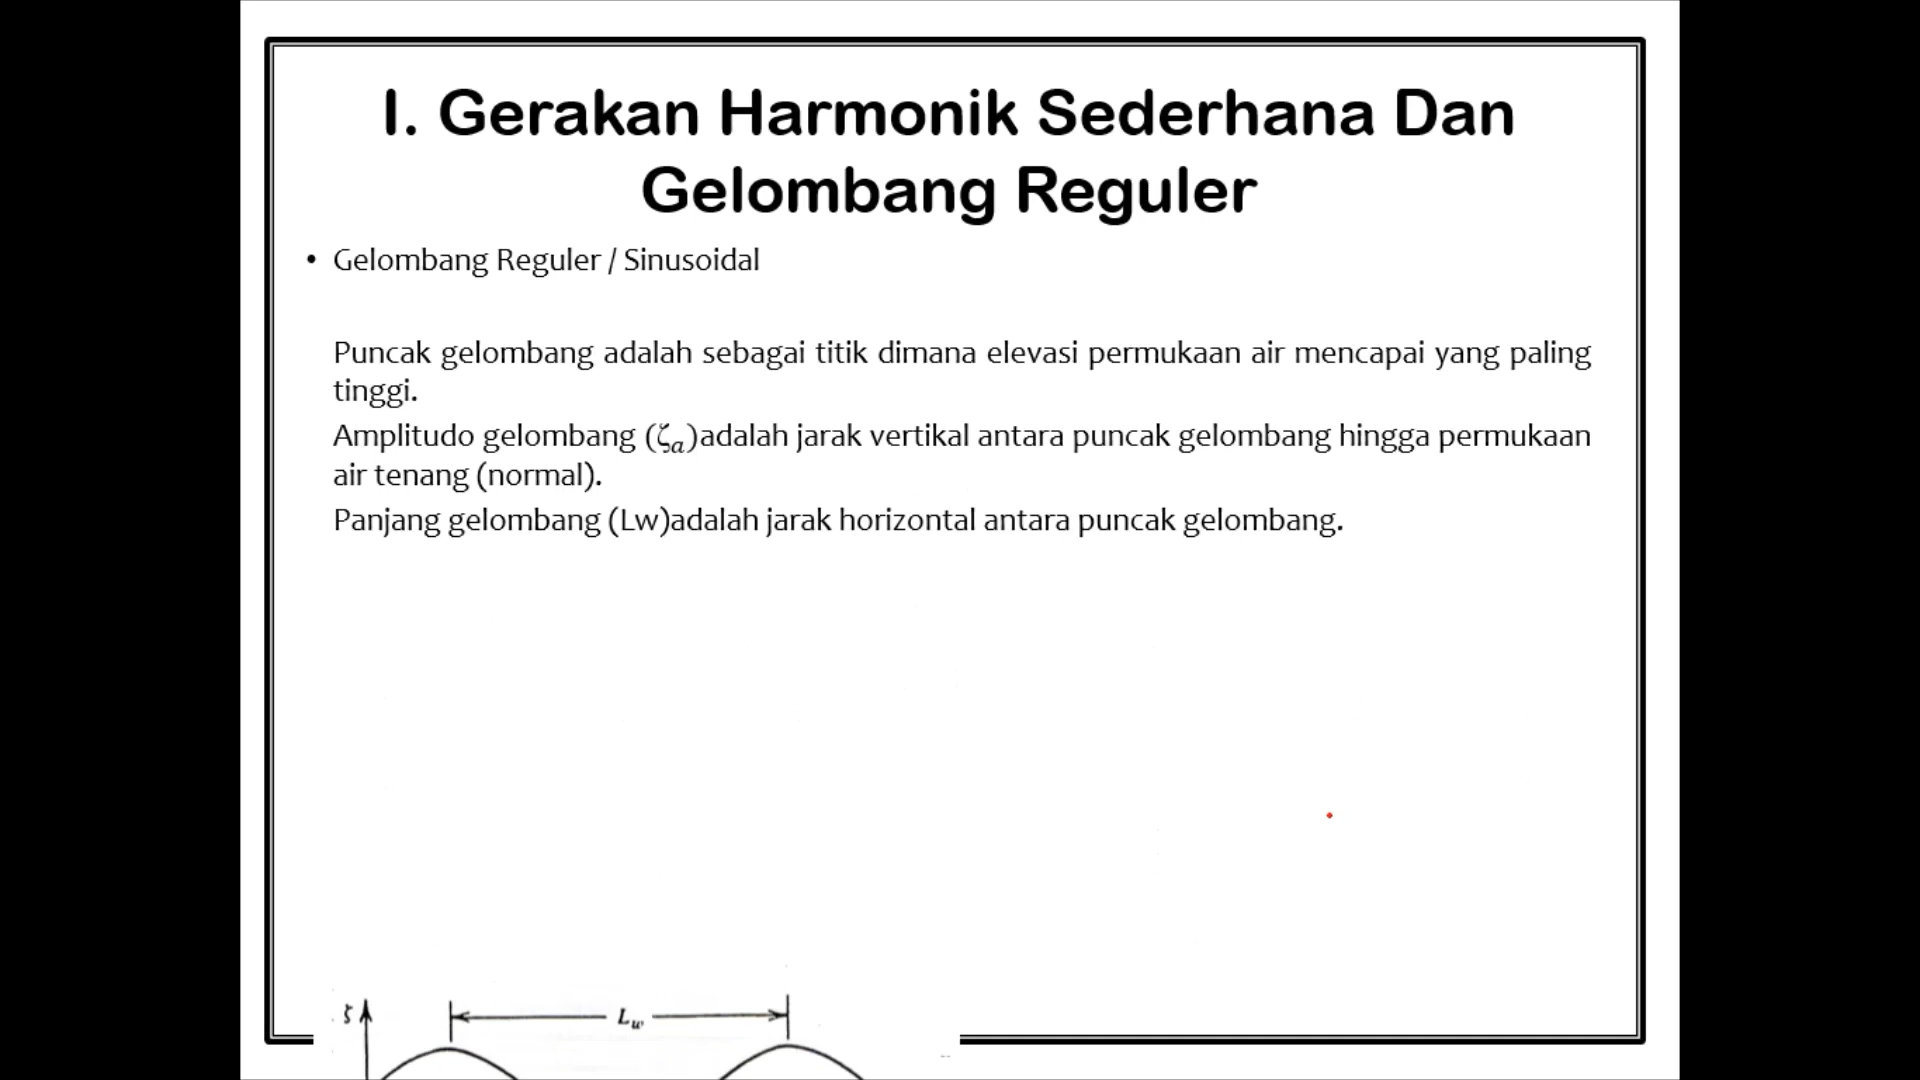 I. Gerakan Harmonik Sederhana Dan
Gelombang Reguler
• Gelombang Reguler / Sinusoidal
Puncak gelombang adalah sebagai titik dimana elevasi permukaan air mencapai yang paling
tinggi.
Amplitudo gelombang (ζₐ)adalah jarak vertikal antara puncak gelombang hingga permukaan
air tenang (normal).
Panjang gelombang (Lw)adalah jarak horizontal antara puncak gelombang.
ζ
L_w